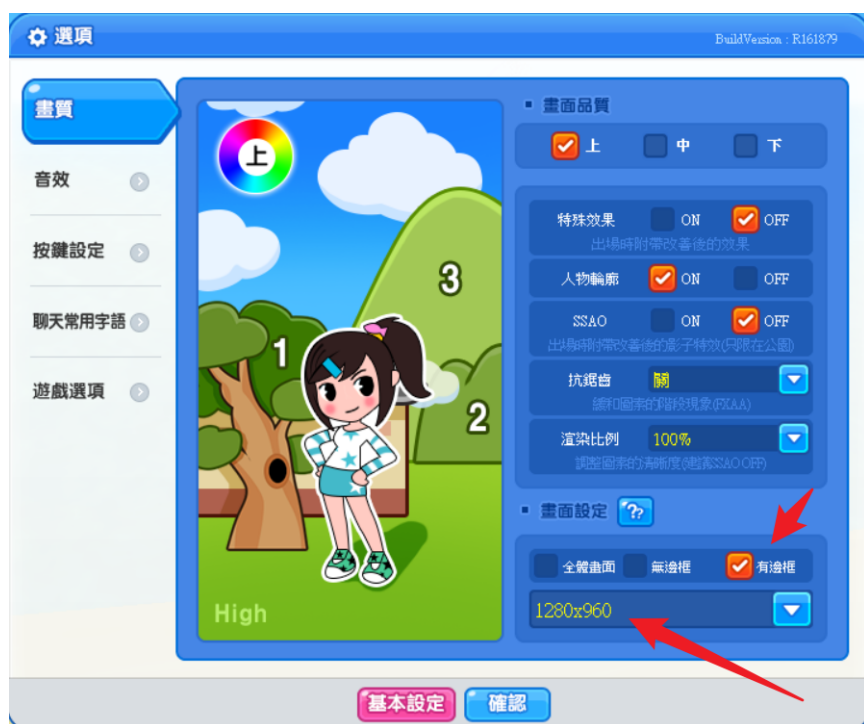 選項
BuildVersion : R161879
畫質
音效
按鍵設定
聊天常用字語
遊戲選項
上
3
1
2
High
畫面品質
上 中 下
特殊效果 ON OFF
出場時附帶改善後的效果
人物輪廓 ON OFF
SSAO ON OFF
出場時附帶改善後的影子特效(只限在公園)
抗鋸齒 關
緩和圖素的階段現象(FXAA)
渲染比例 100%
調整圖素的清晰度(建議SSAO OFF)
畫面設定 ??
全體畫面 無邊框 有邊框
1280x960
基本設定 確認